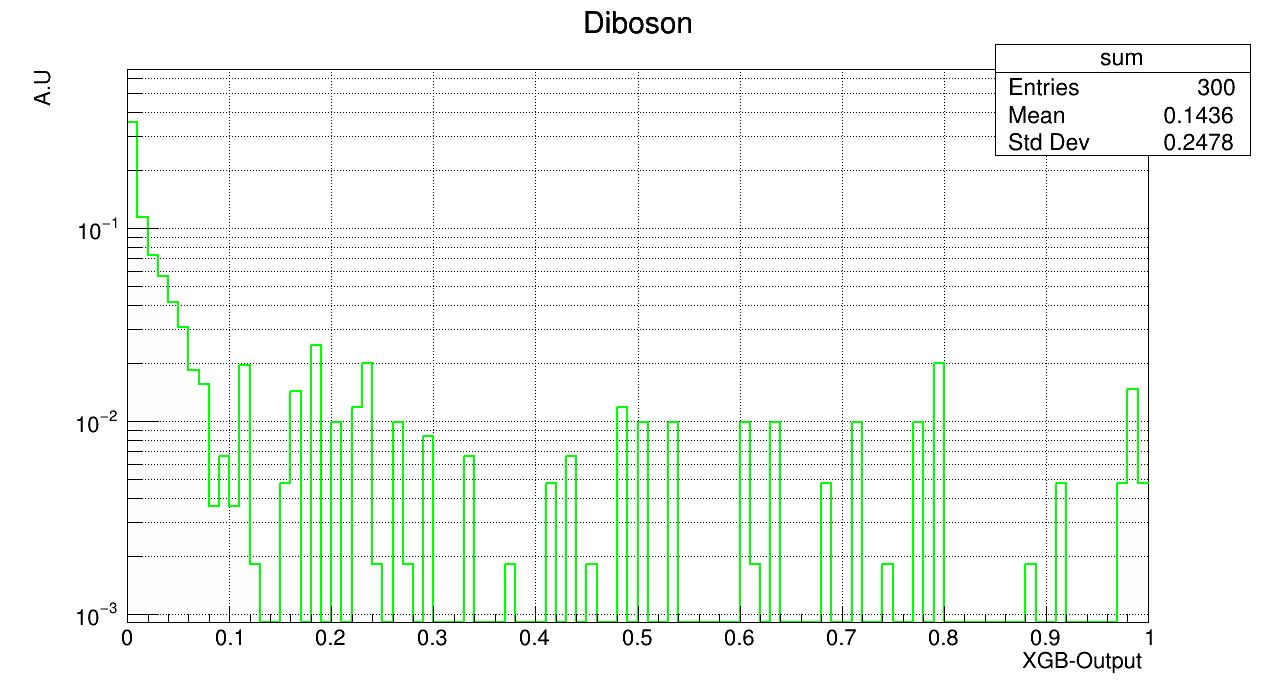 Diboson
A.U
sum
Entries 300
Mean 0.1436
Std Dev 0.2478
10⁻¹
10⁻²
10⁻³
0 0.1 0.2 0.3 0.4 0.5 0.6 0.7 0.8 0.9 1
XGB-Output